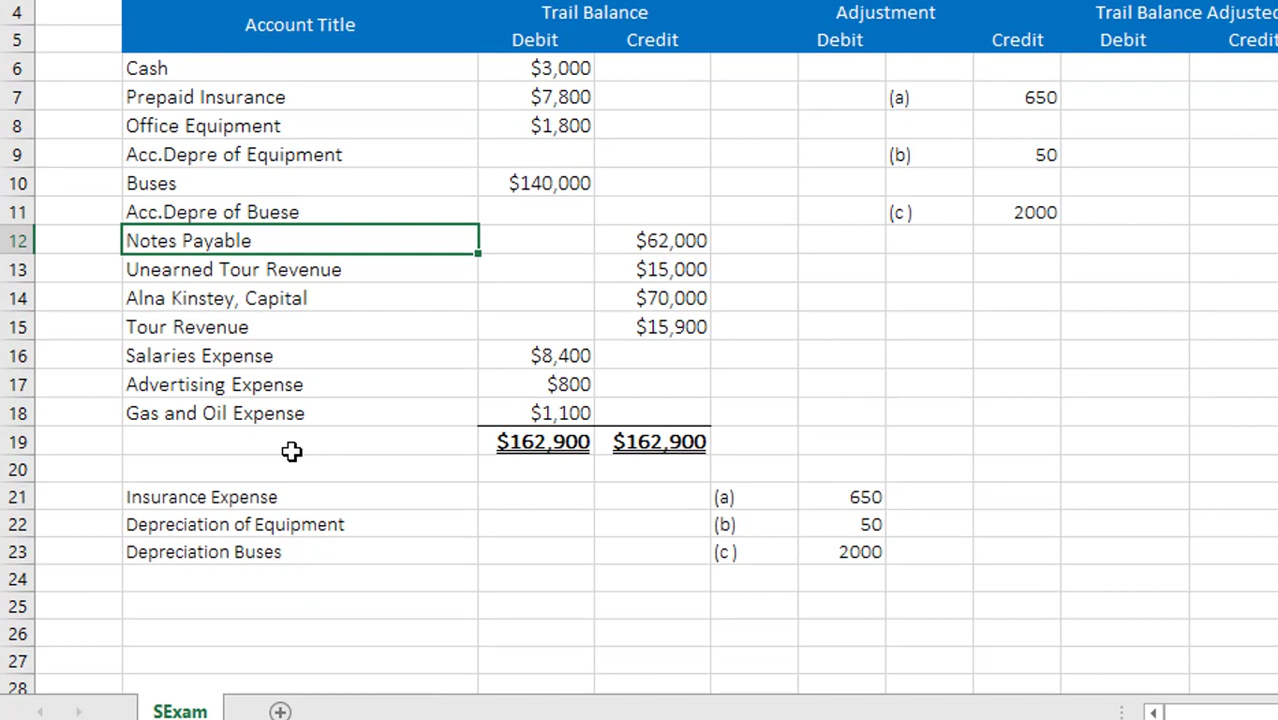 4 Trail Balance Adjustment Trail Balance Adjusted
Account Title
5 Debit Credit Debit Credit Debit Credit
6 Cash $3,000
7 Prepaid Insurance $7,800 (a) 650
8 Office Equipment $1,800
9 Acc.Depre of Equipment (b) 50
10 Buses $140,000
11 Acc.Depre of Buese (c ) 2000
12 Notes Payable $62,000
13 Unearned Tour Revenue $15,000
14 Alna Kinstey, Capital $70,000
15 Tour Revenue $15,900
16 Salaries Expense $8,400
17 Advertising Expense $800
18 Gas and Oil Expense $1,100
19 $162,900 $162,900
20
21 Insurance Expense (a) 650
22 Depreciation of Equipment (b) 50
23 Depreciation Buses (c ) 2000
24
25
26
27
28
SExam